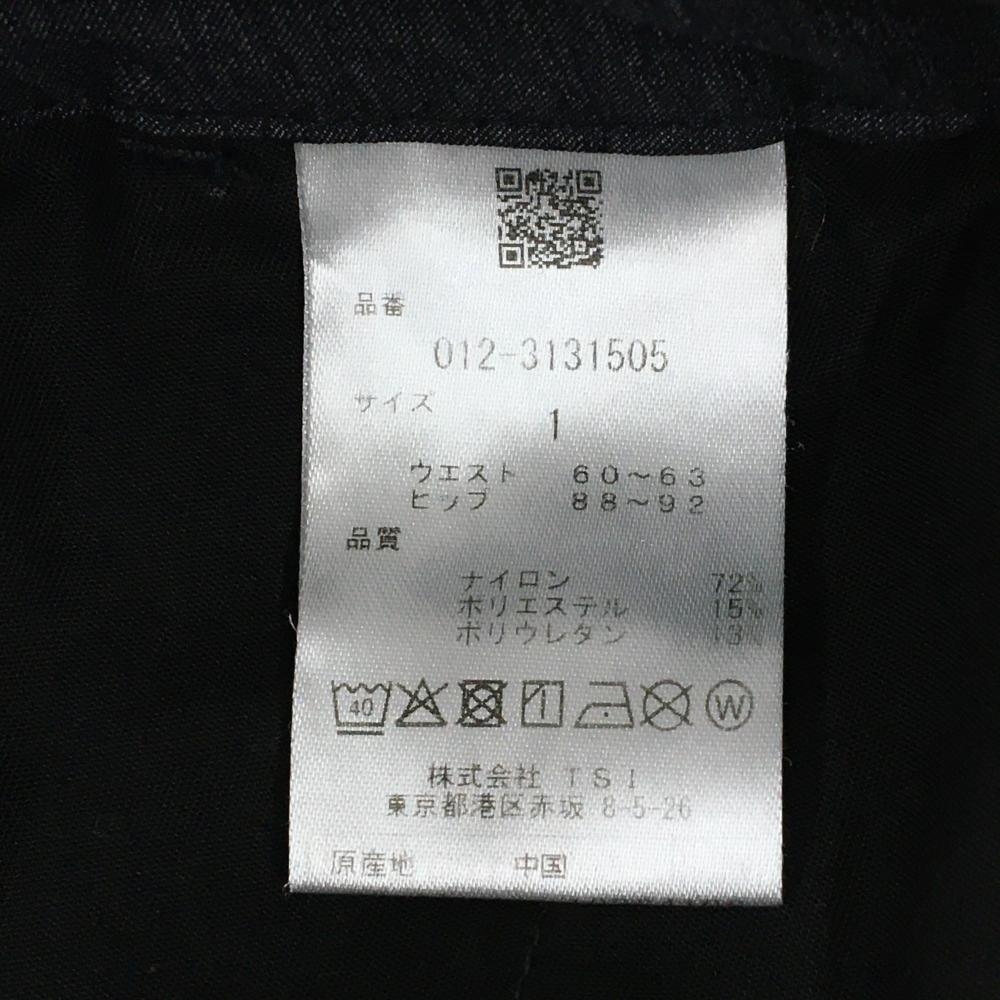 品番
012-3131505
サイズ
1
ウエスト 60~63
ヒップ 88~92
品質
ナイロン 72%
ポリエステル 15%
ポリウレタン 13%
40 W
株式会社 TSI
東京都港区赤坂 8-5-26
原産地 中国